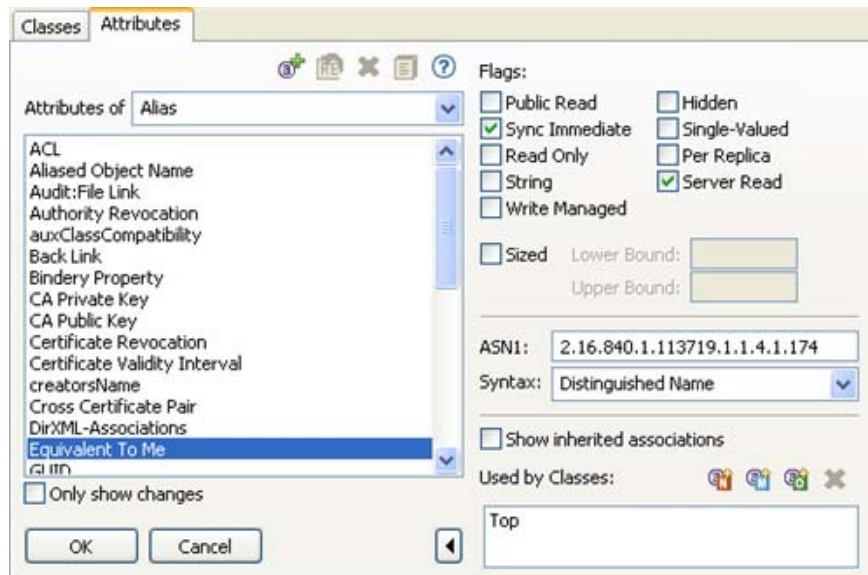 Classes Attributes
Attributes of Alias
ACL
Aliased Object Name
Audit:File Link
Authority Revocation
auxClassCompatibility
Back Link
Bindery Property
CA Private Key
CA Public Key
Certificate Revocation
Certificate Validity Interval
creatorsName
Cross Certificate Pair
DirXML-Associations
Equivalent To Me
GUID
Only show changes
OK Cancel
Flags:
Public Read Hidden
Sync Immediate Single-Valued
Read Only Per Replica
String Server Read
Write Managed
Sized Lower Bound:
Upper Bound:
ASN1: 2.16.840.1.113719.1.1.4.1.174
Syntax: Distinguished Name
Show inherited associations
Used by Classes:
Top